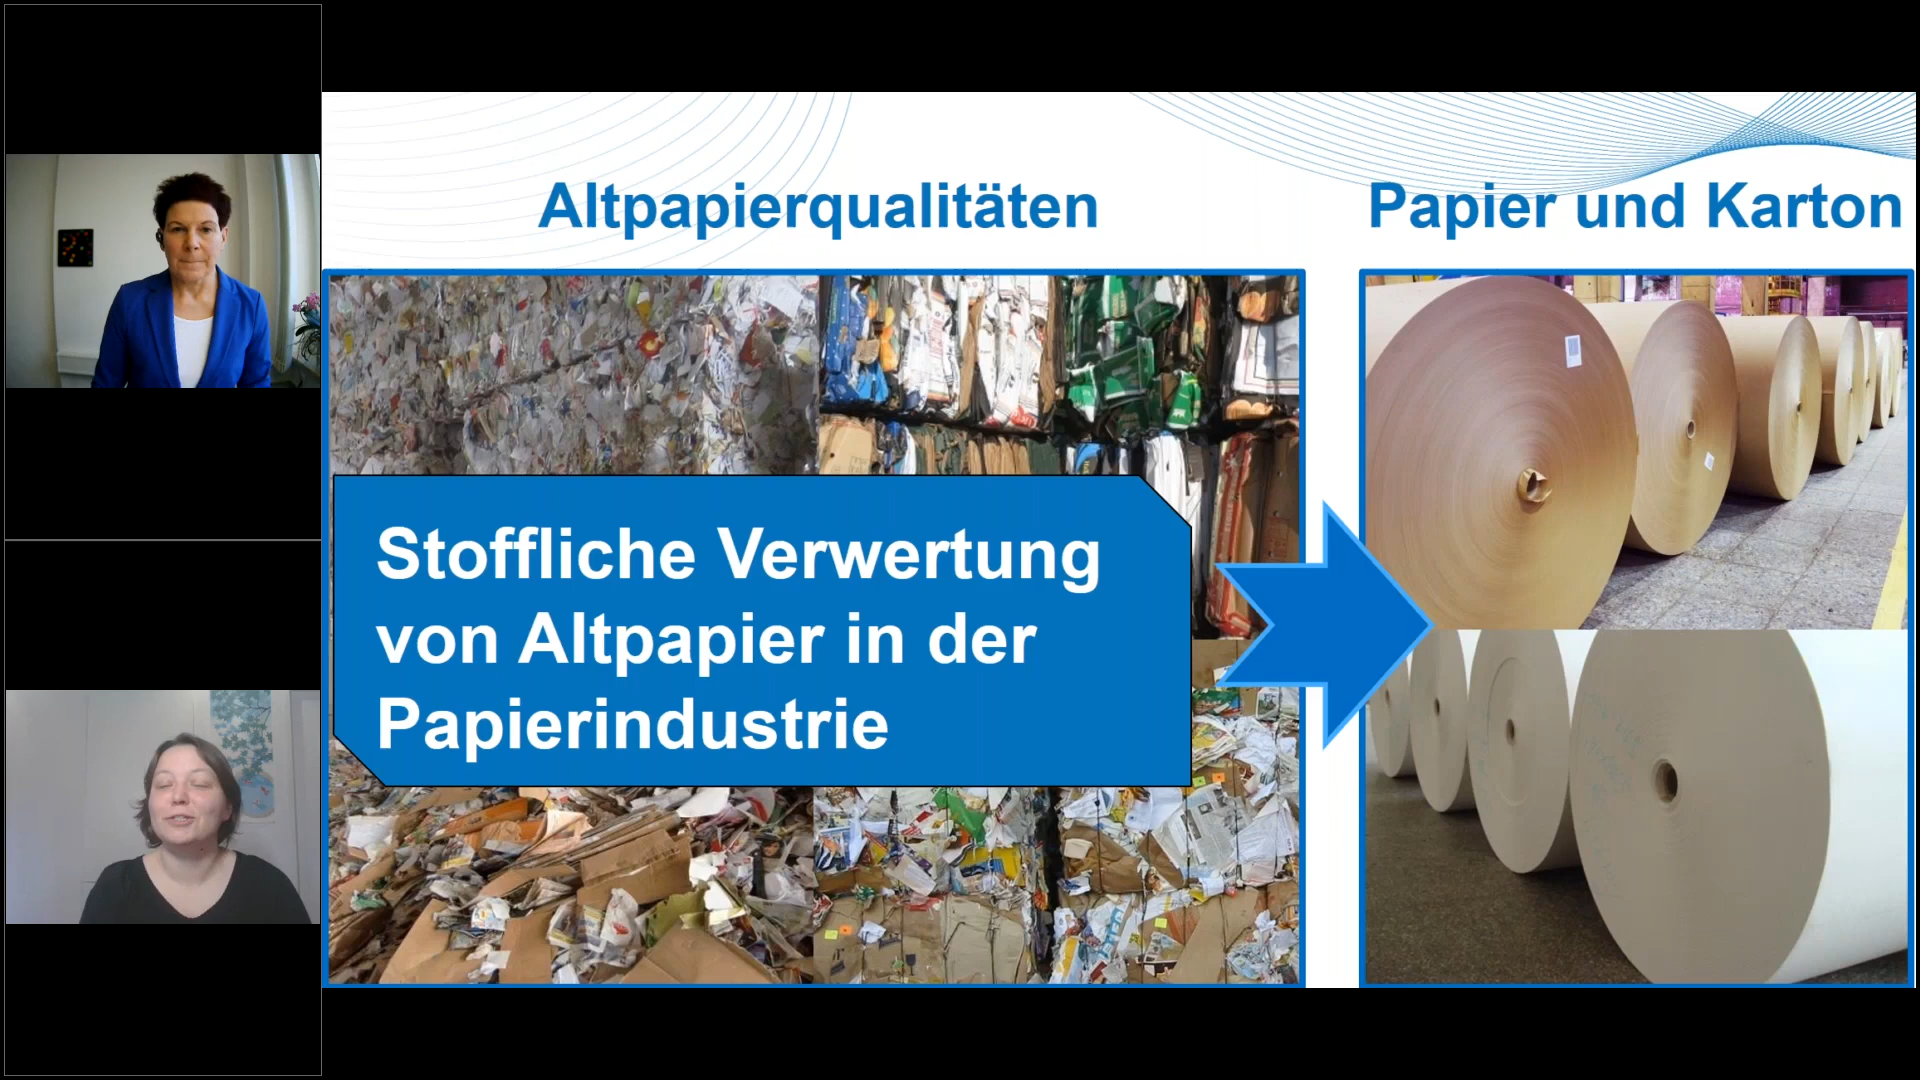 Altpapierqualitäten
Papier und Karton
Stoffliche Verwertung
von Altpapier in der
Papierindustrie